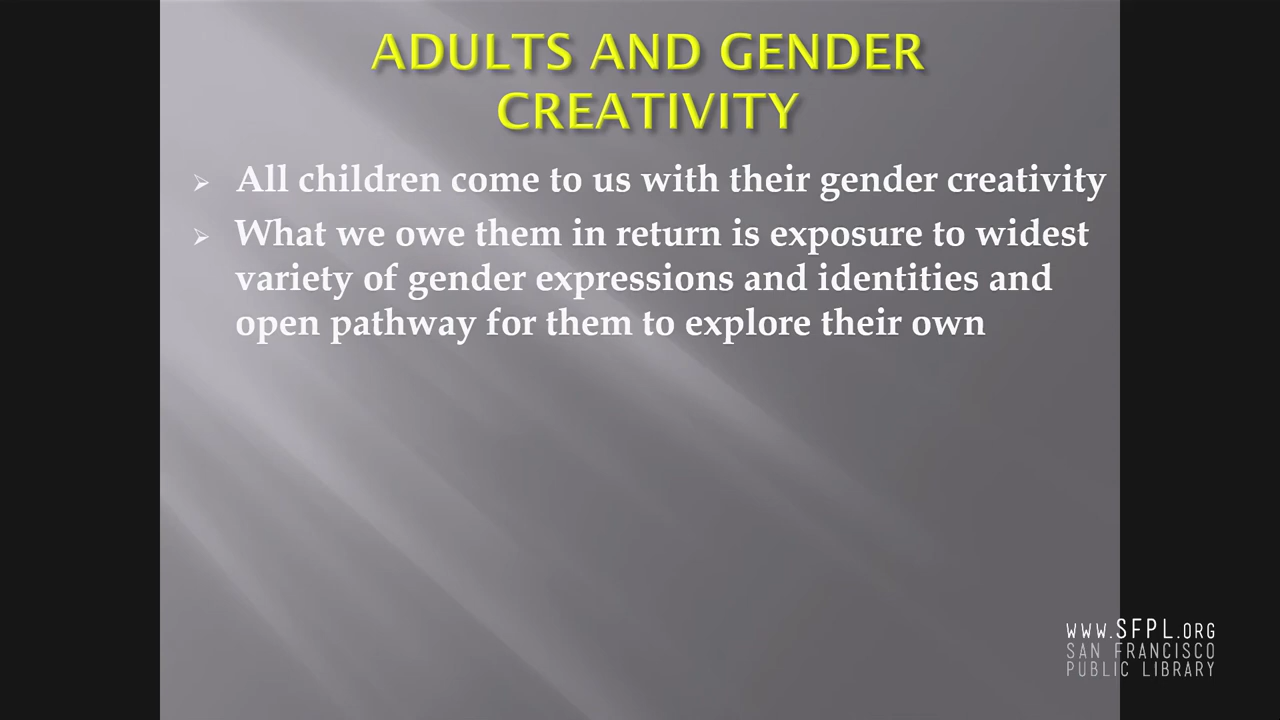 ADULTS AND GENDER
CREATIVITY
All children come to us with their gender creativity
What we owe them in return is exposure to widest
variety of gender expressions and identities and
open pathway for them to explore their own
WWW.SFPL.ORG
SAN FRANCISCO
PUBLIC LIBRARY